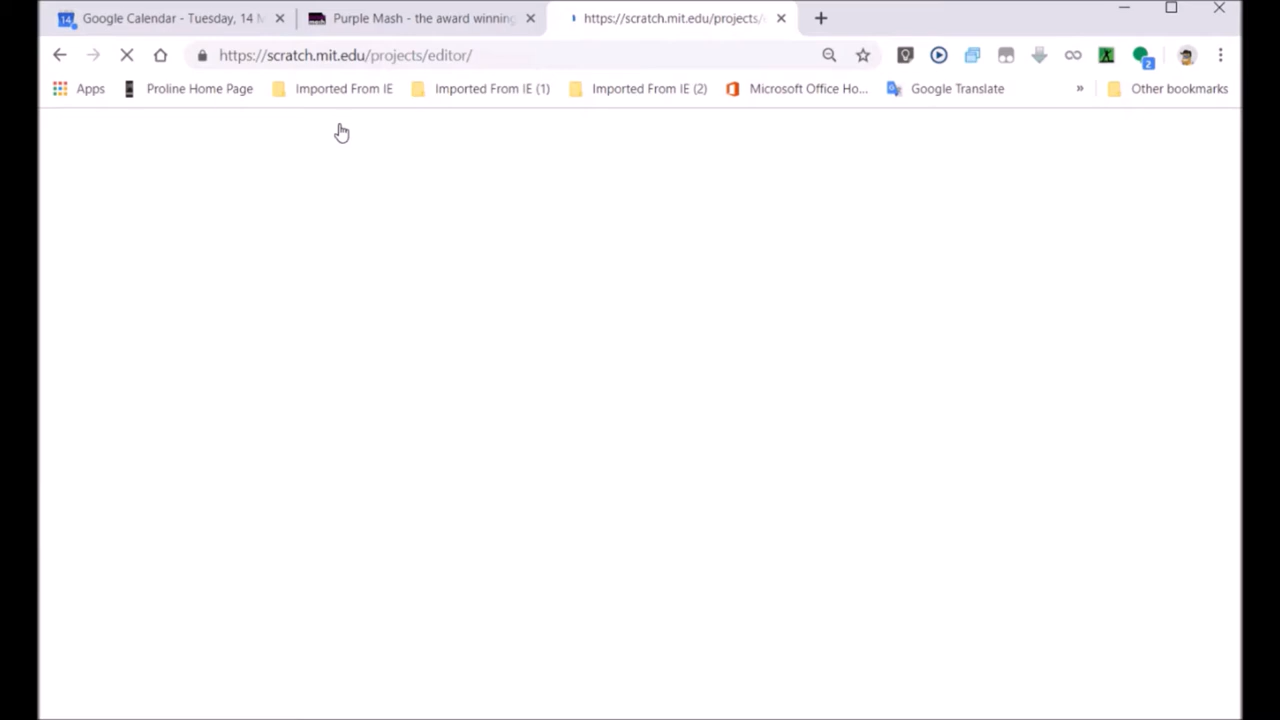 14 Google Calendar - Tuesday, 14 M
Purple Mash - the award winning
https://scratch.mit.edu/projects/e
https://scratch.mit.edu/projects/editor/
2
Apps Proline Home Page Imported From IE Imported From IE (1) Imported From IE (2) Microsoft Office Ho... Google Translate » Other bookmarks